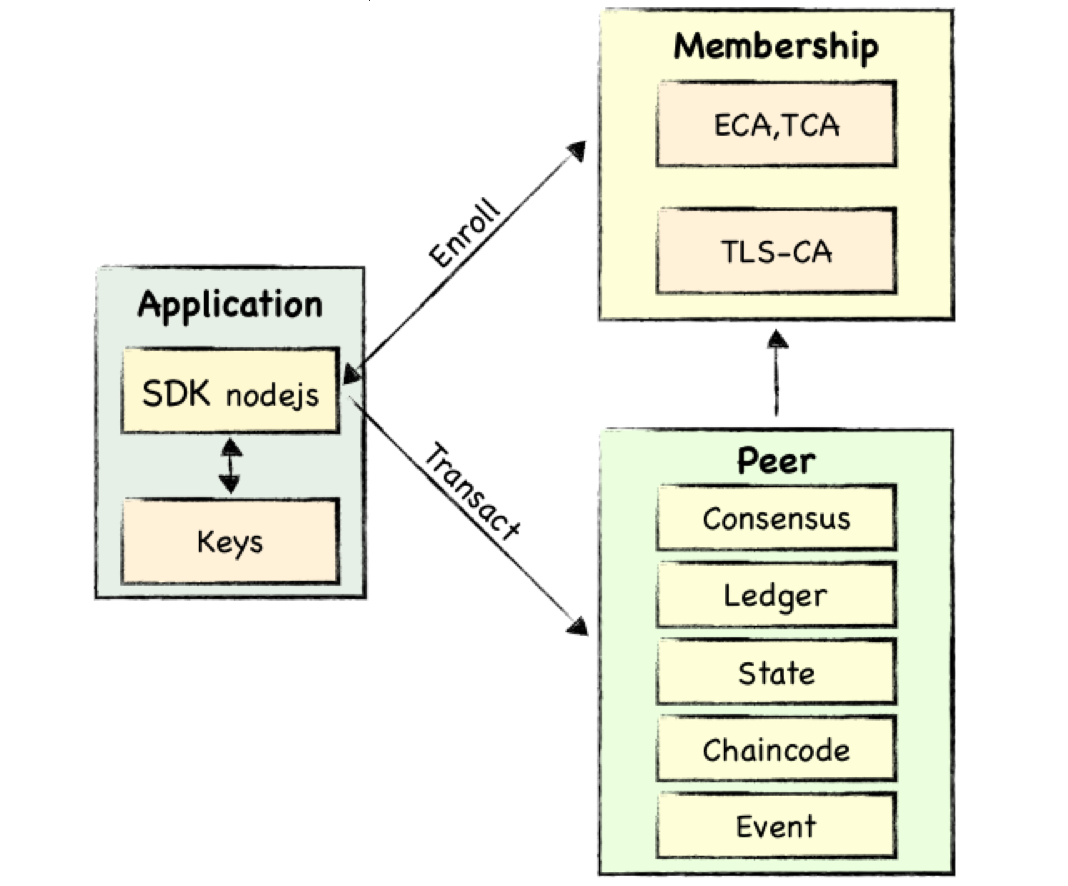 Membership
ECA,TCA
TLS-CA
Enroll
Application
SDK nodejs
Keys
Transact
Peer
Consensus
Ledger
State
Chaincode
Event